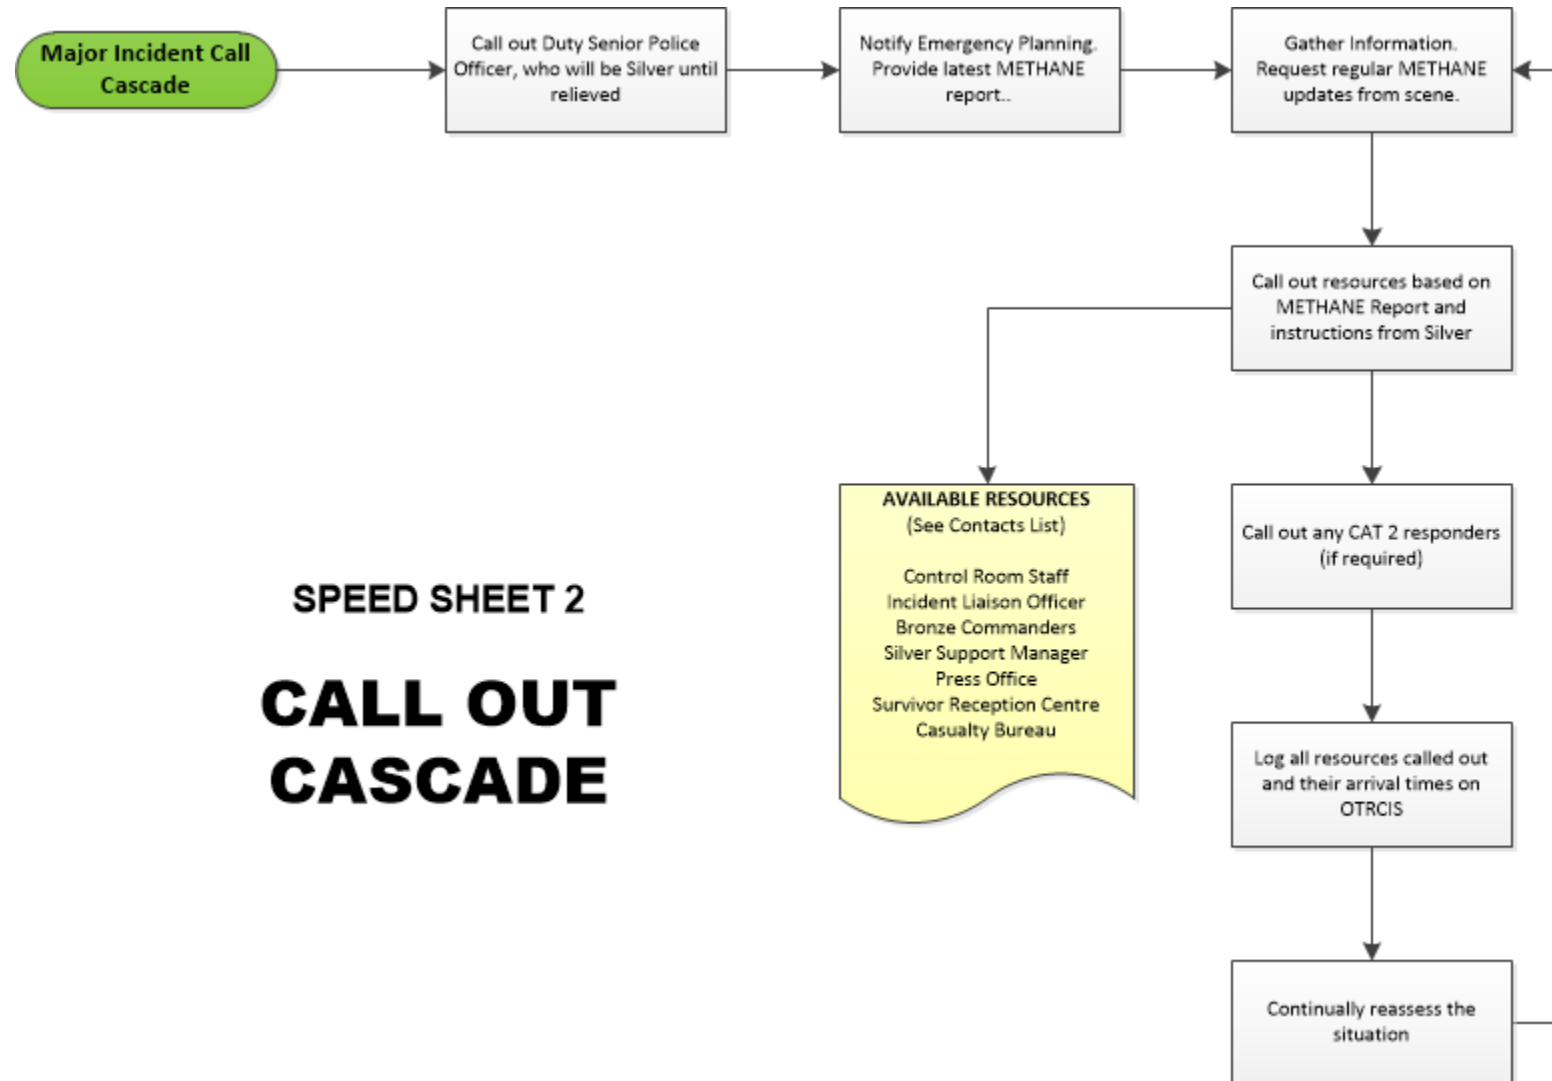 Major Incident Call
Cascade
Call out Duty Senior Police
Officer, who will be Silver until
relieved
Notify Emergency Planning.
Provide latest METHANE
report..
Gather Information.
Request regular METHANE
updates from scene.
Call out resources based on
METHANE Report and
instructions from Silver
AVAILABLE RESOURCES
(See Contacts List)
Control Room Staff
Incident Liaison Officer
Bronze Commanders
Silver Support Manager
Press Office
Survivor Reception Centre
Casualty Bureau
Call out any CAT 2 responders
(if required)
SPEED SHEET 2
CALL OUT
CASCADE
Log all resources called out
and their arrival times on
OTRCIS
Continually reassess the
situation